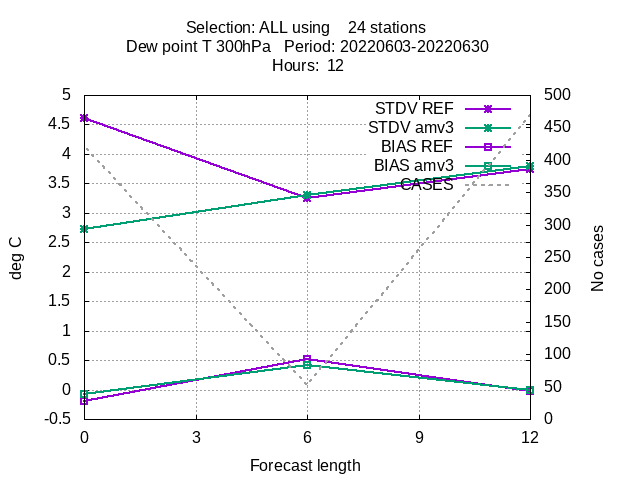 Selection: ALL using    24 stations
Dew point T 300hPa   Period: 20220603-20220630
Hours:  12
STDV REF
STDV amv3
BIAS REF
BIAS amv3
CASES
5
4.5
4
3.5
3
2.5
2
1.5
1
0.5
0
-0.5
deg C
500
450
400
350
300
250
200
150
100
50
0
No cases
0 3 6 9 12
Forecast length